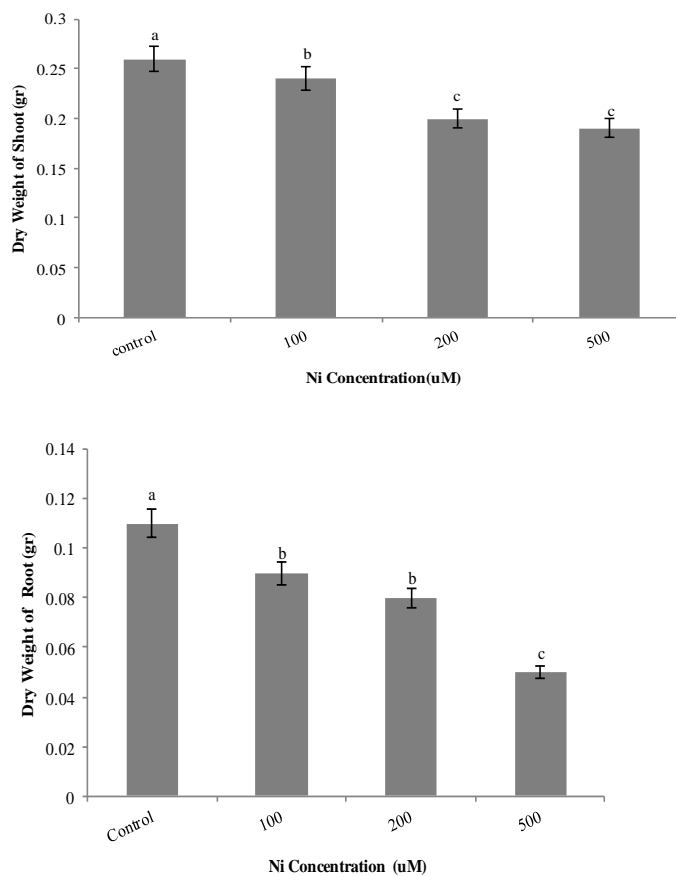 0.3
a
b
0.25
c
c
0.2
0.15
0.1
0.05
0
Dry Weight of Shoot (gr)
control
100
200
500
Ni Concentration(uM)
0.14
0.12
a
b
b
0.1
0.08
c
0.06
0.04
0.02
0
Dry Weight of Root (gr)
Control
100
200
500
Ni Concentration (uM)